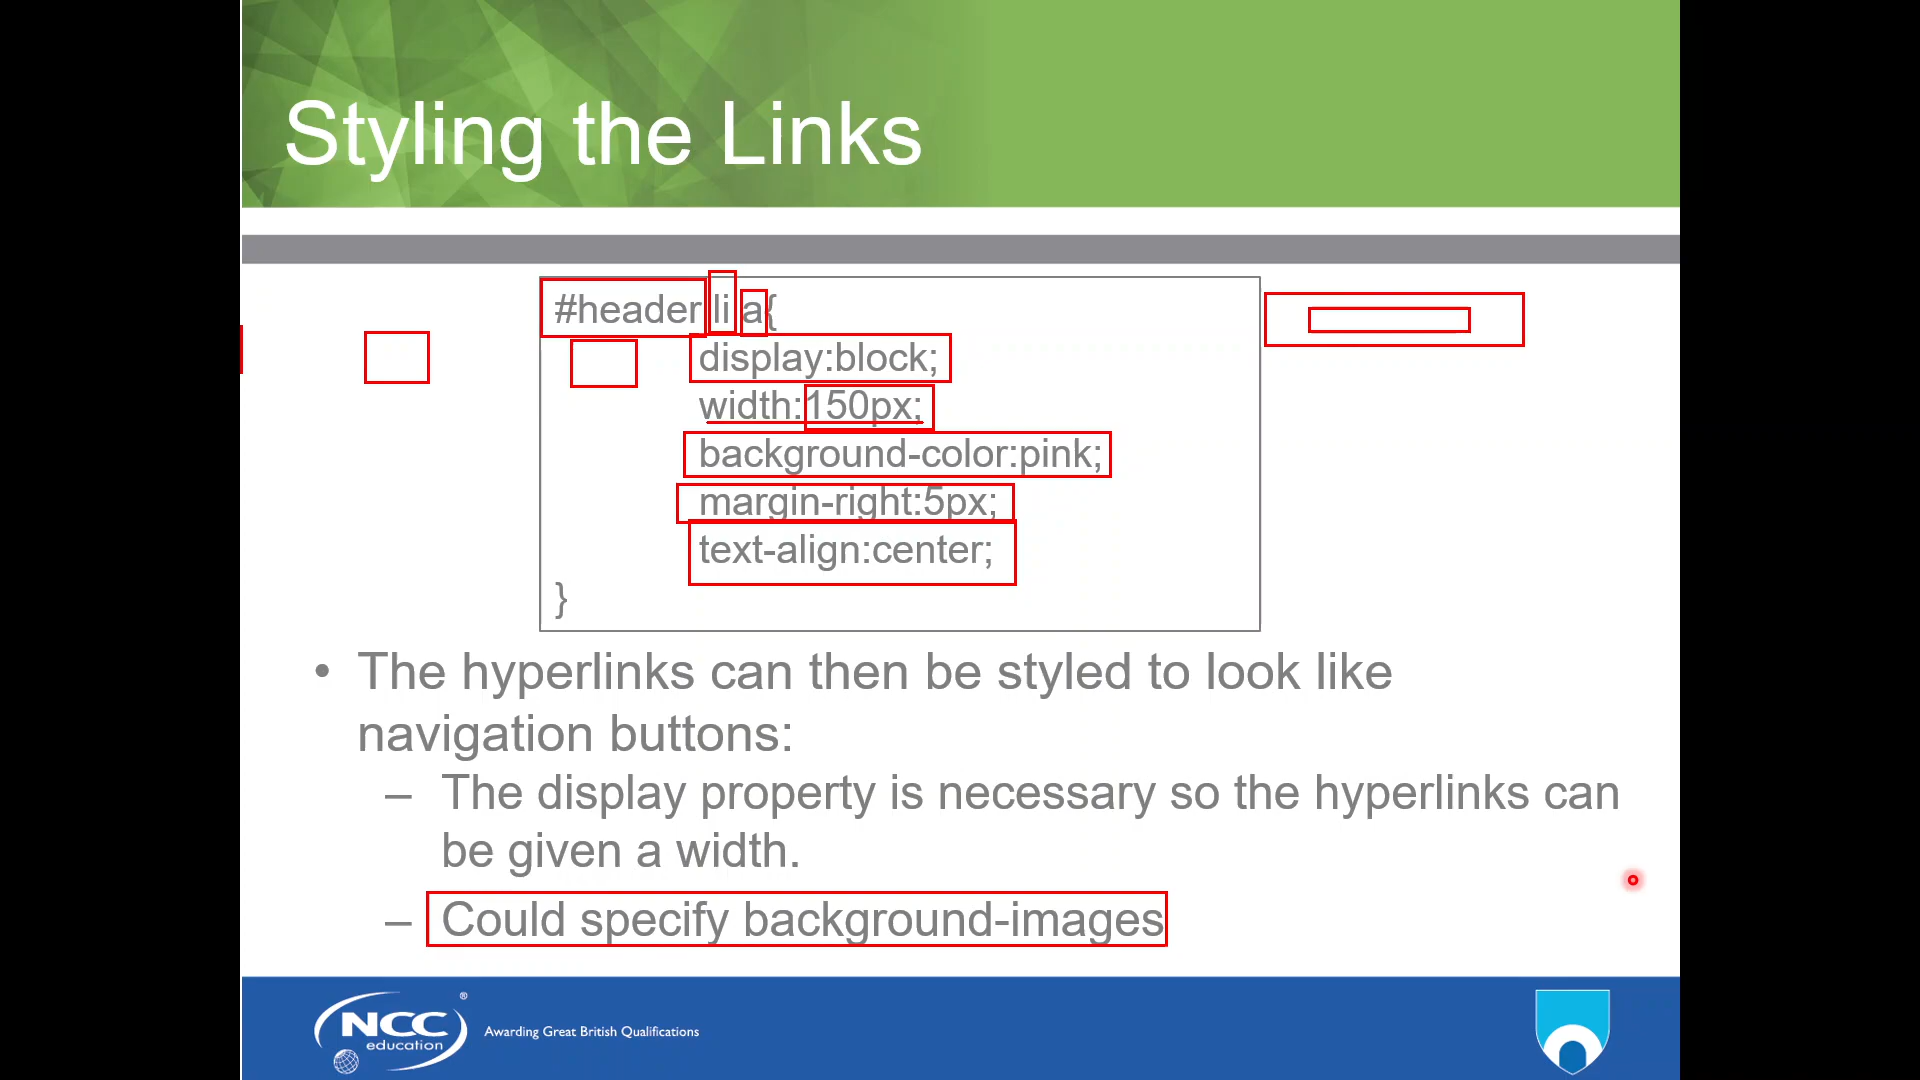 Styling the Links
#header li a{
display:block;
width:150px;
background-color:pink;
margin-right:5px;
text-align:center;
}
• The hyperlinks can then be styled to look like
navigation buttons:
– The display property is necessary so the hyperlinks can
be given a width.
– Could specify background-images
NCC ®
education
Awarding Great British Qualifications